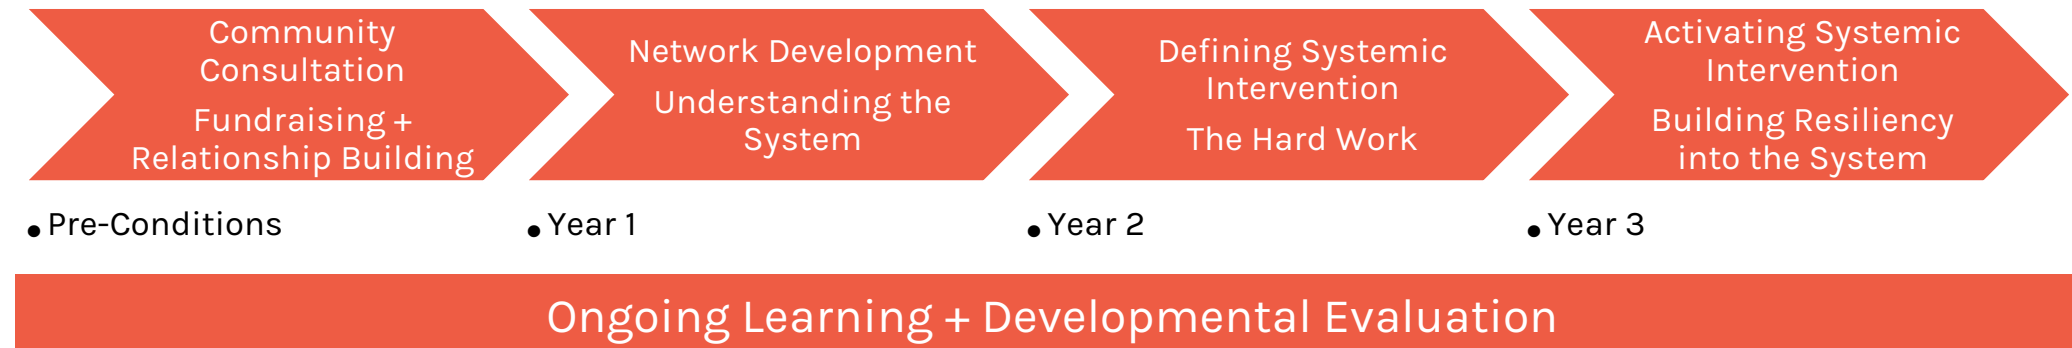 Community
Consultation
Fundraising +
Relationship Building
Network Development
Understanding the
System
Defining Systemic
Intervention
The Hard Work
Activating Systemic
Intervention
Building Resiliency
into the System
• Pre-Conditions
• Year 1
• Year 2
• Year 3
Ongoing Learning + Developmental Evaluation